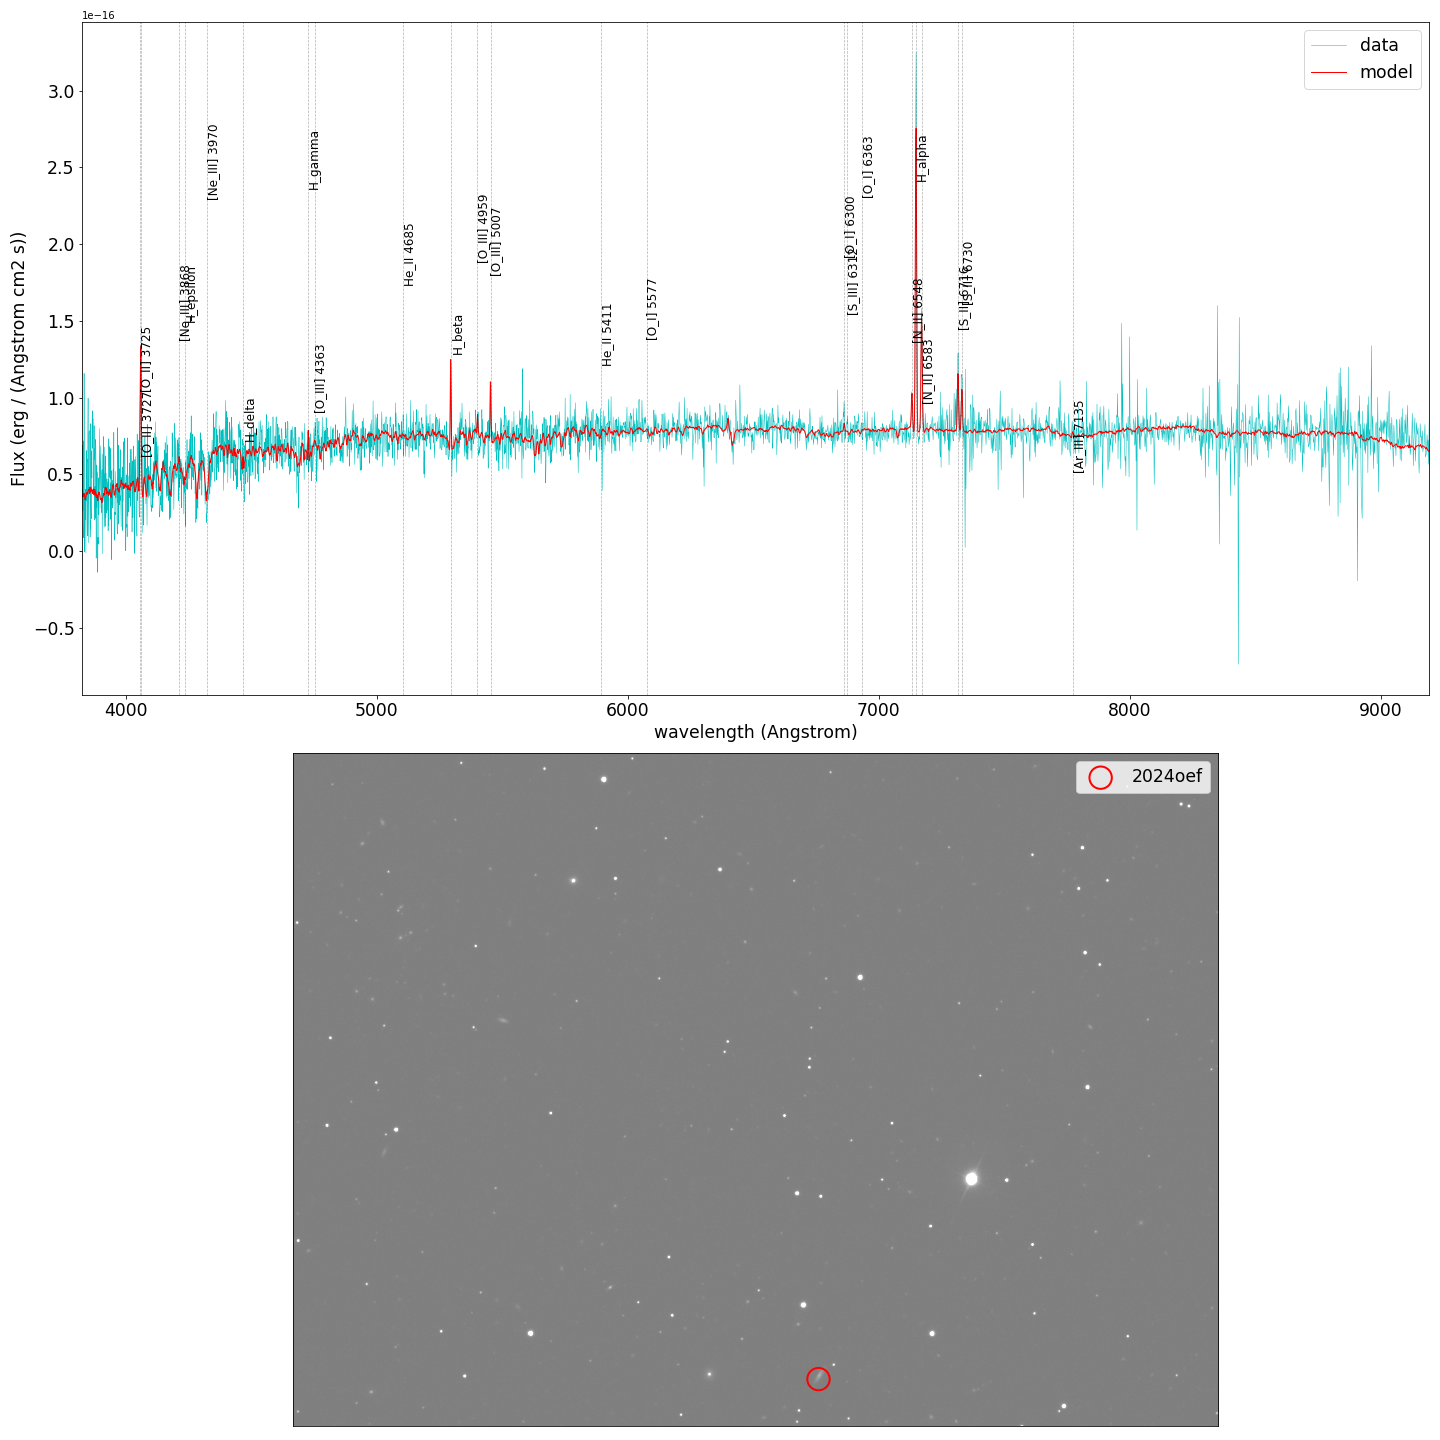 1e−16
data
model
3.0
2.5
2.0
1.5
1.0
0.5
0.0
−0.5
Flux (erg / (Angstrom cm2 s))
[O_II] 3725
[O_II] 3727
[Ne_III] 3868
H_epsilon
[Ne_III] 3970
H_delta
H_gamma
[O_III] 4363
He_II 4685
H_beta
[O_III] 4959
[O_III] 5007
He_II 5411
[O_I] 5577
[O_I] 6300
[S_III] 6312
[O_I] 6363
[N_II] 6548
H_alpha
[N_II] 6583
[S_II] 6716
[S_II] 6730
[Ar_III] 7135
4000 5000 6000 7000 8000 9000
wavelength (Angstrom)
2024oef